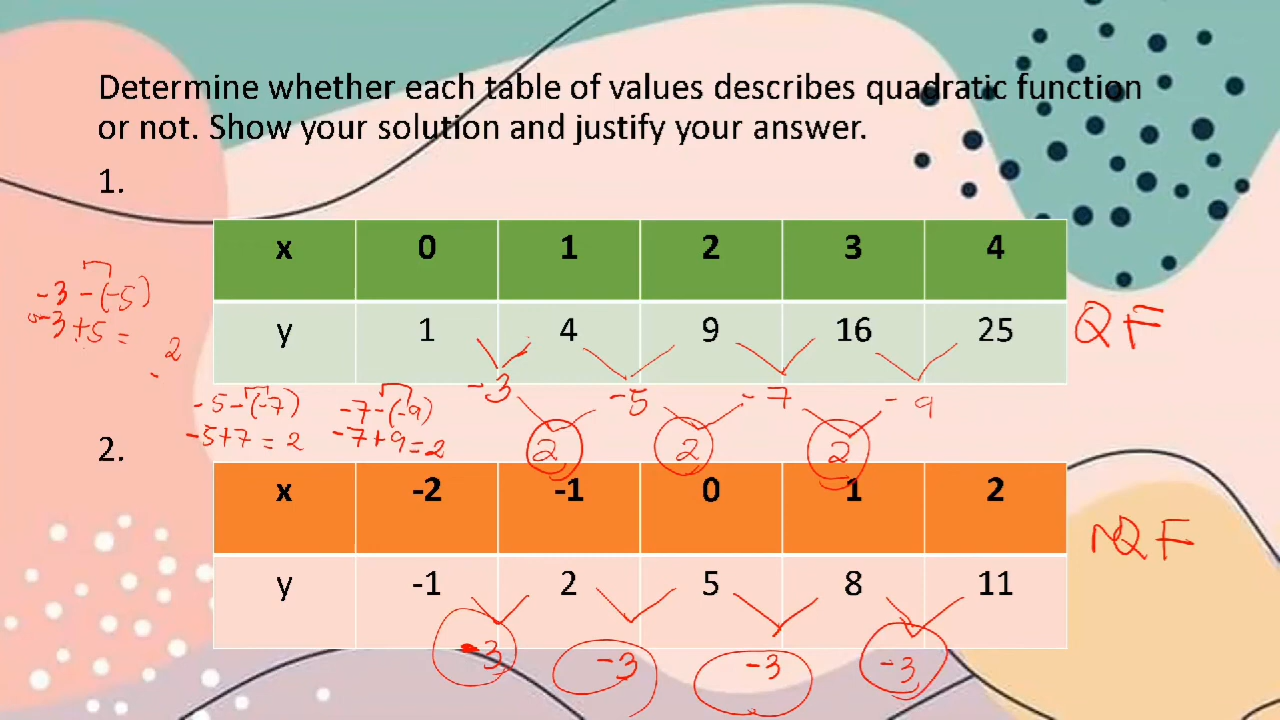 Determine whether each table of values describes quadratic function
or not. Show your solution and justify your answer.
1.
x 0 1 2 3 4
y 1 4 9 16 25
QF
-3 -5 -7 -9
2 2 2
-3 -(-5)
-3 +5 =
2
-5-(-7)
-5+7 = 2
-7-(-9)
-7+9=2
2.
x -2 -1 0 1 2
y -1 2 5 8 11
NQF
-3 -3 -3 -3